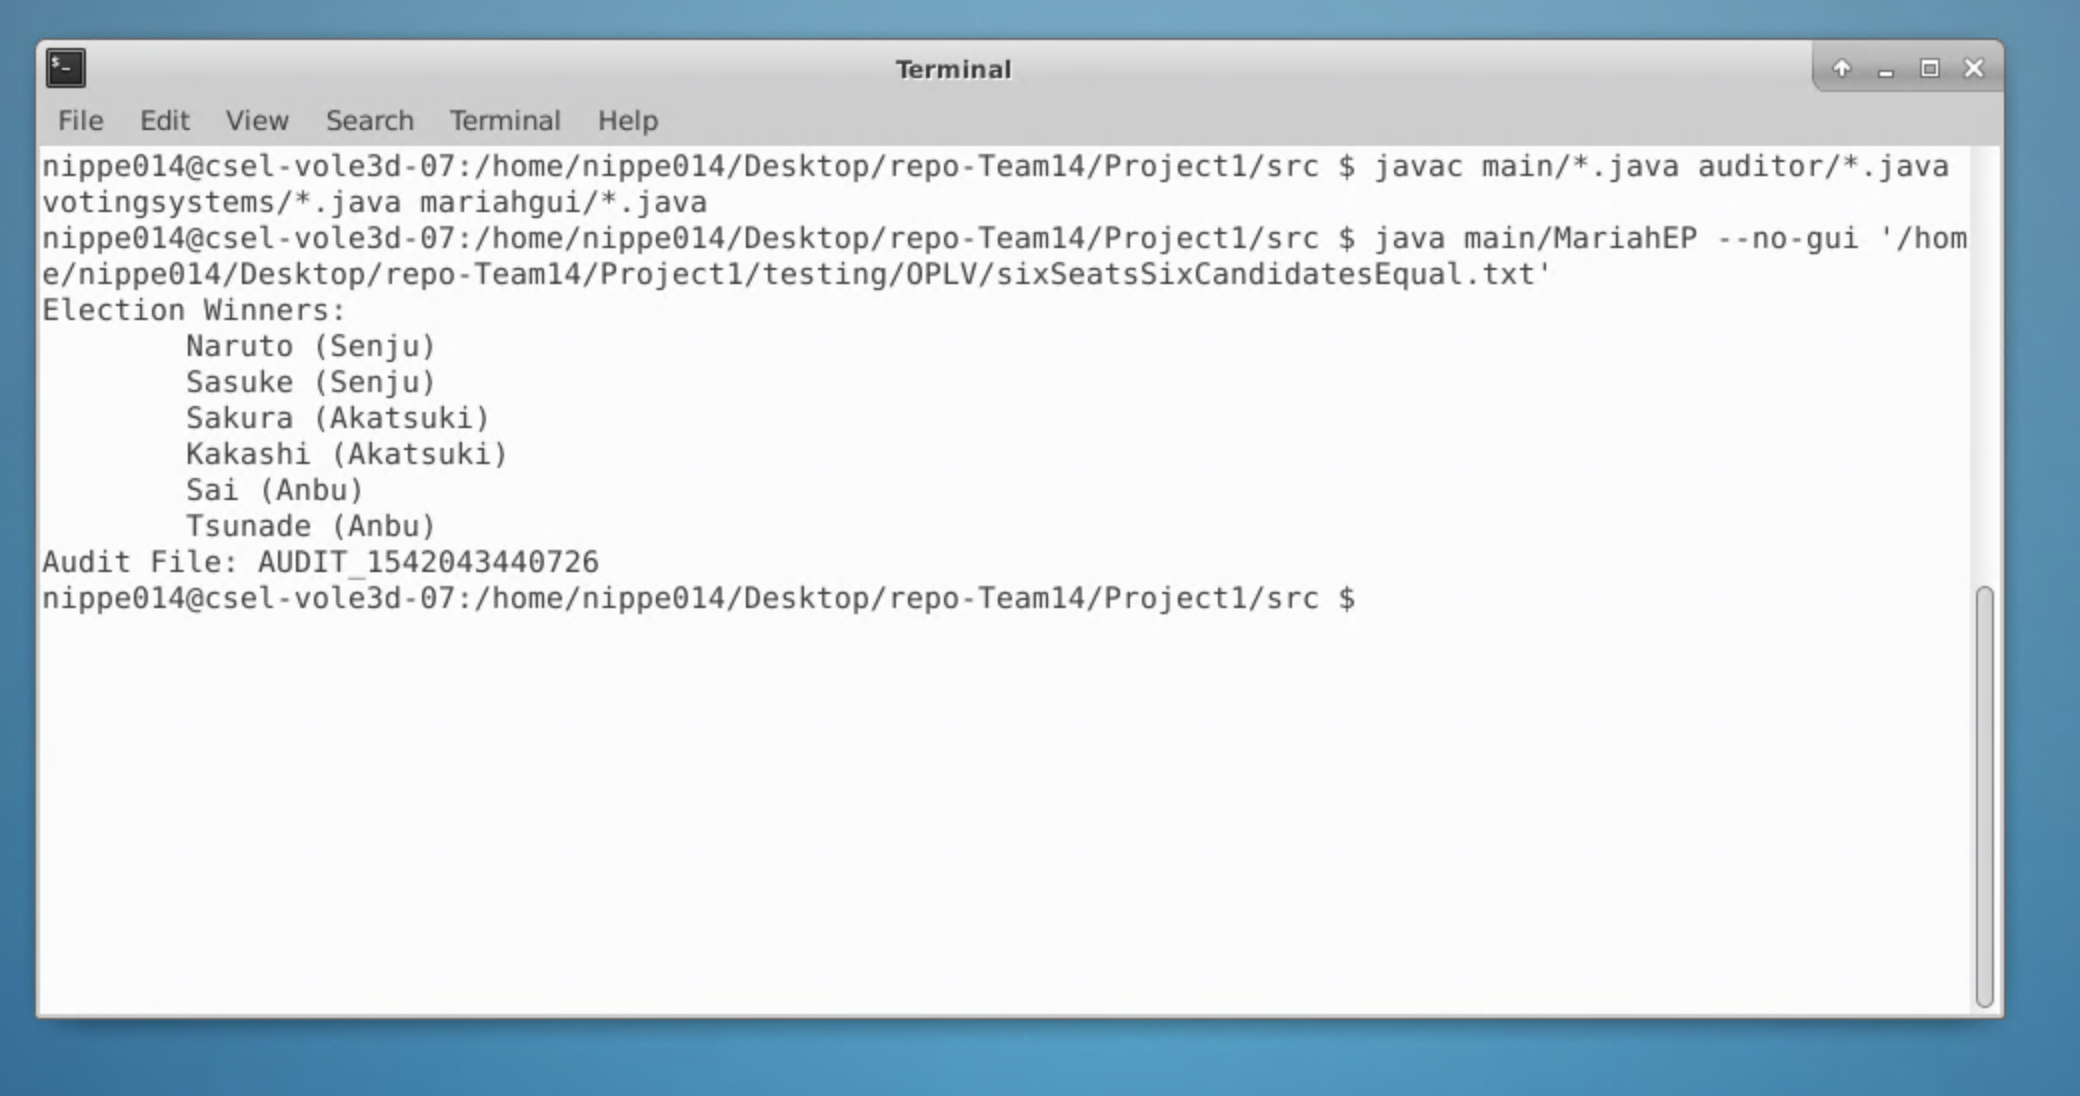 Terminal
File Edit View Search Terminal Help
nippe014@csel-vole3d-07:/home/nippe014/Desktop/repo-Team14/Project1/src $ javac main/*.java auditor/*.java
votingsystems/*.java mariahgui/*.java
nippe014@csel-vole3d-07:/home/nippe014/Desktop/repo-Team14/Project1/src $ java main/MariahEP --no-gui '/hom
e/nippe014/Desktop/repo-Team14/Project1/testing/OPLV/sixSeatsSixCandidatesEqual.txt'
Election Winners:
        Naruto (Senju)
        Sasuke (Senju)
        Sakura (Akatsuki)
        Kakashi (Akatsuki)
        Sai (Anbu)
        Tsunade (Anbu)
Audit File: AUDIT_1542043440726
nippe014@csel-vole3d-07:/home/nippe014/Desktop/repo-Team14/Project1/src $